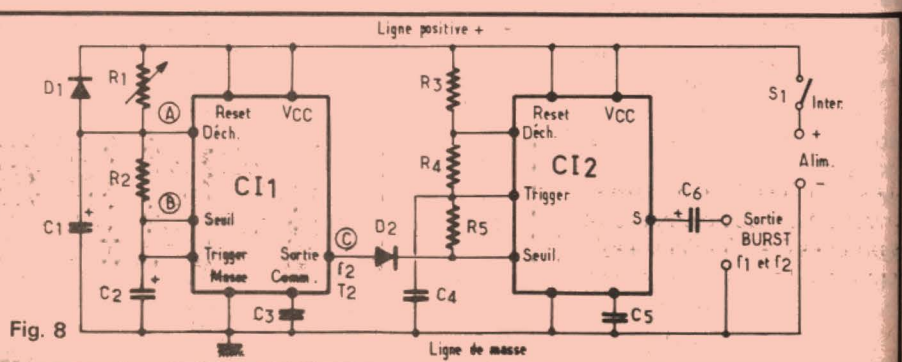 Ligne positive +
D1
R1
A
Reset
VCC
Déch.
R2
CI1
B
Seuil
C1
+
Trigger
Sortie
Masse
Comm.
C2
+
C3
C
f2
T2
D2
R3
R4
R5
C4
Reset
VCC
Déch.
CI2
Trigger
Seuil.
S
C5
C6
+
Sortie
BURST
f1 et f2
S1
Inter.
+
Alim.
-
Fig. 8
Ligne de masse